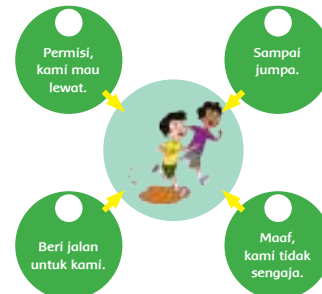 Permisi,
kami mau
lewat.
Sampai
jumpa.
Beri jalan
untuk kami.
Maaf,
kami tidak
sengaja.